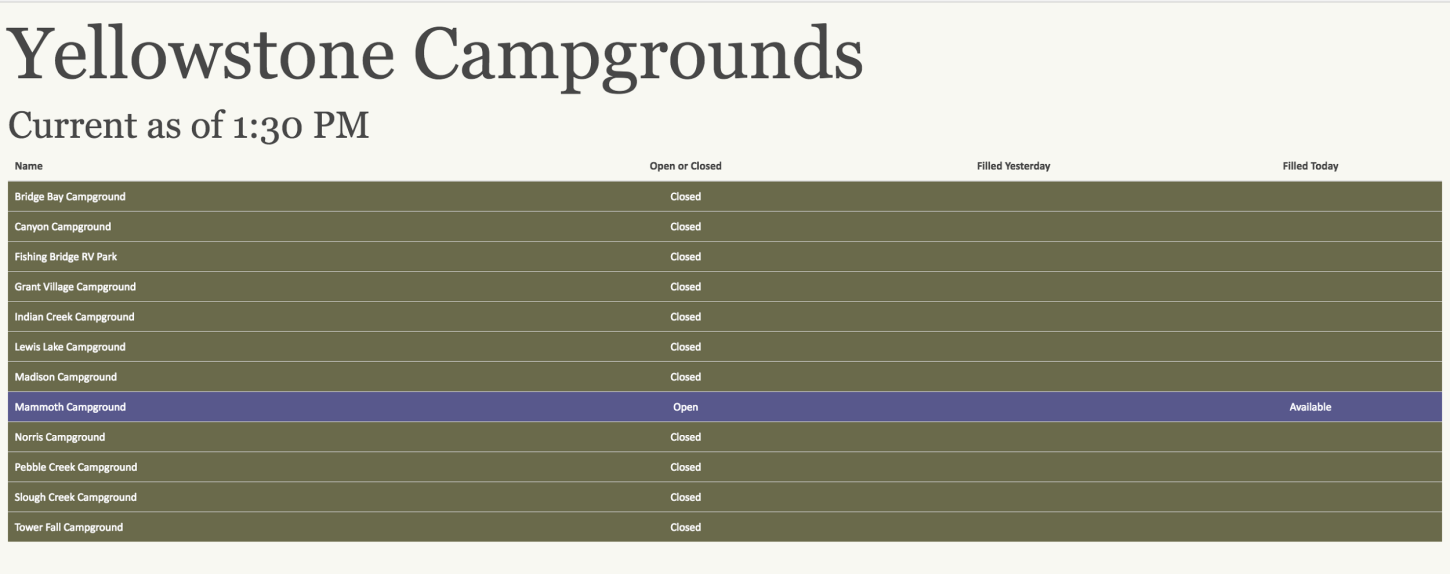 Yellowstone Campgrounds
Current as of 1:30 PM
Name Open or Closed Filled Yesterday Filled Today
Bridge Bay Campground Closed
Canyon Campground Closed
Fishing Bridge RV Park Closed
Grant Village Campground Closed
Indian Creek Campground Closed
Lewis Lake Campground Closed
Madison Campground Closed
Mammoth Campground Open Available
Norris Campground Closed
Pebble Creek Campground Closed
Slough Creek Campground Closed
Tower Fall Campground Closed